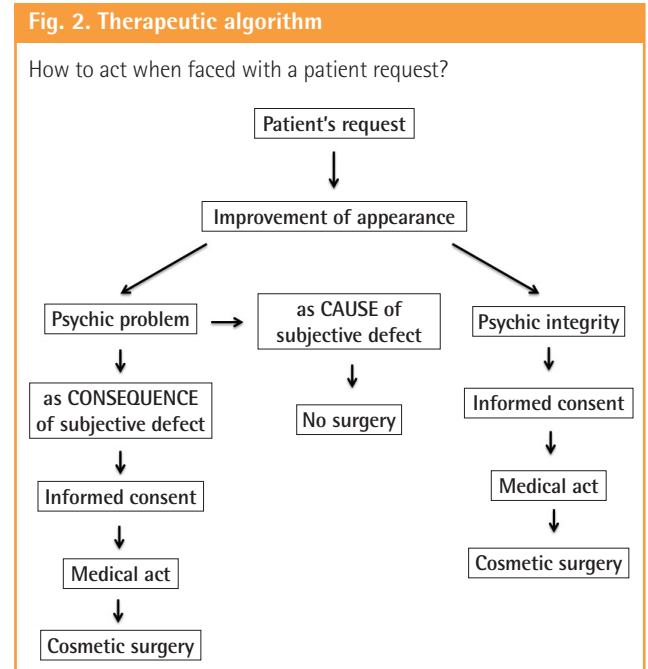 Fig. 2. Therapeutic algorithm
How to act when faced with a patient request?
Patient's request
Improvement of appearance
Psychic problem
as CAUSE of
subjective defect
Psychic integrity
as CONSEQUENCE
of subjective defect
No surgery
Informed consent
Informed consent
Medical act
Medical act
Cosmetic surgery
Cosmetic surgery